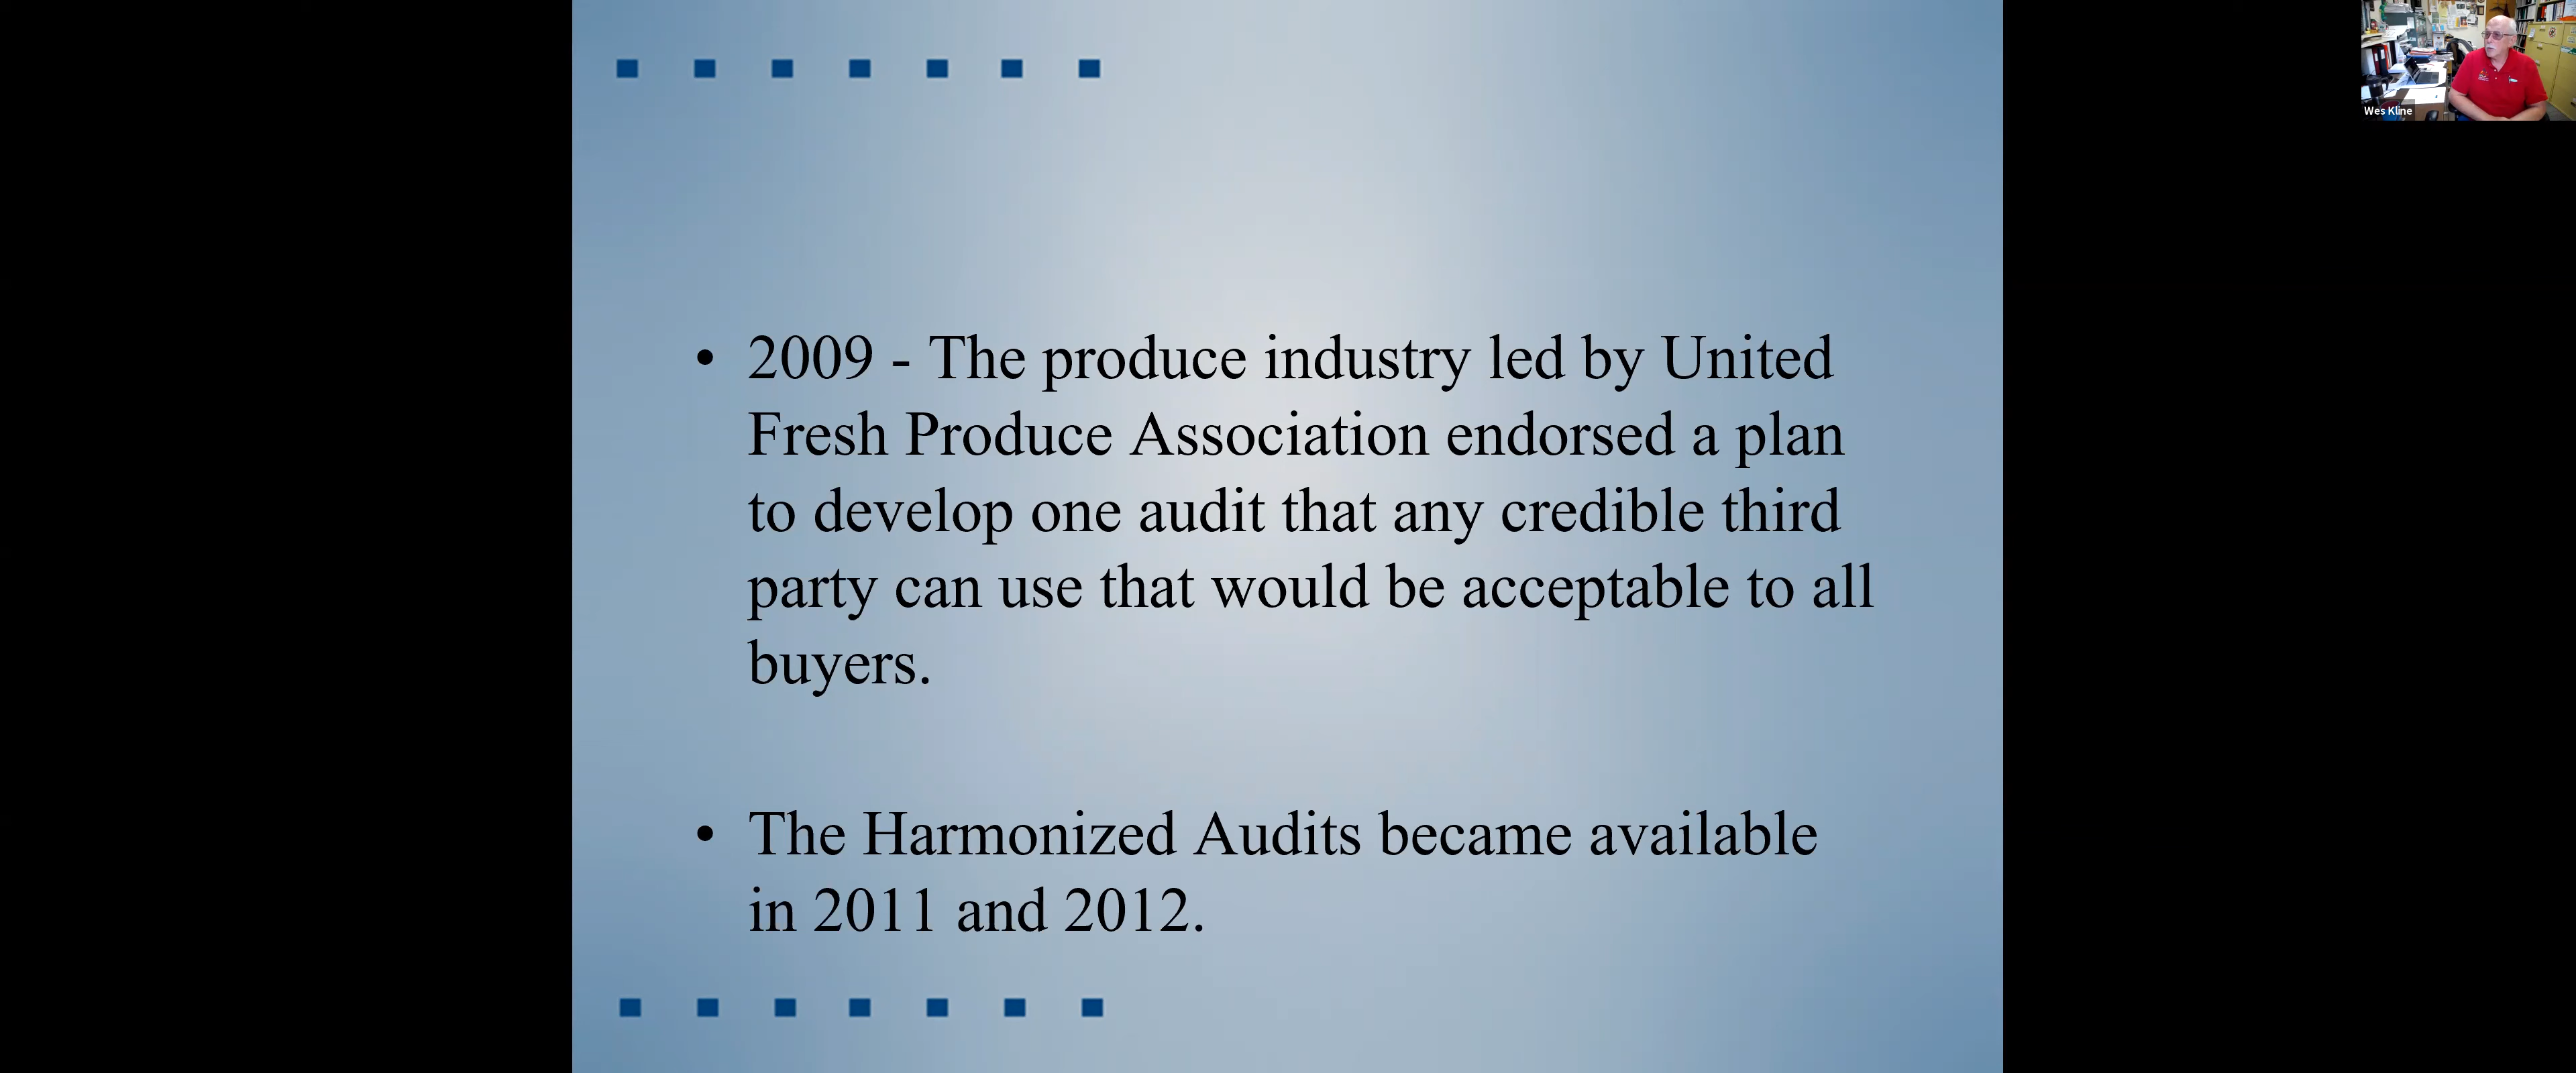 • 2009 - The produce industry led by United
Fresh Produce Association endorsed a plan
to develop one audit that any credible third
party can use that would be acceptable to all
buyers.
• The Harmonized Audits became available
in 2011 and 2012.
Wes Kline